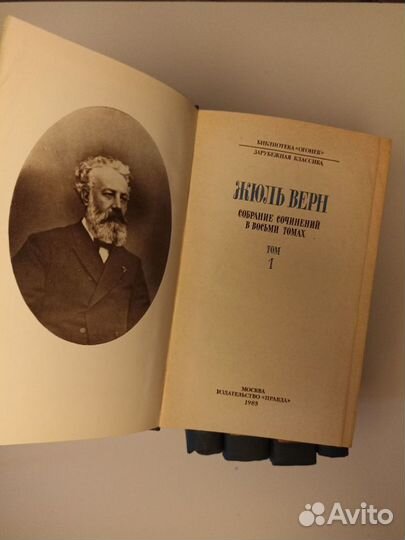 БИБЛИОТЕКА «ОГОНЕК»
ЗАРУБЕЖНАЯ КЛАССИКА
ЖЮЛЬ ВЕРН
СОБРАНИЕ СОЧИНЕНИЙ
В ВОСЬМИ ТОМАХ
ТОМ
1
МОСКВА
ИЗДАТЕЛЬСТВО «ПРАВДА»
1985
Avito